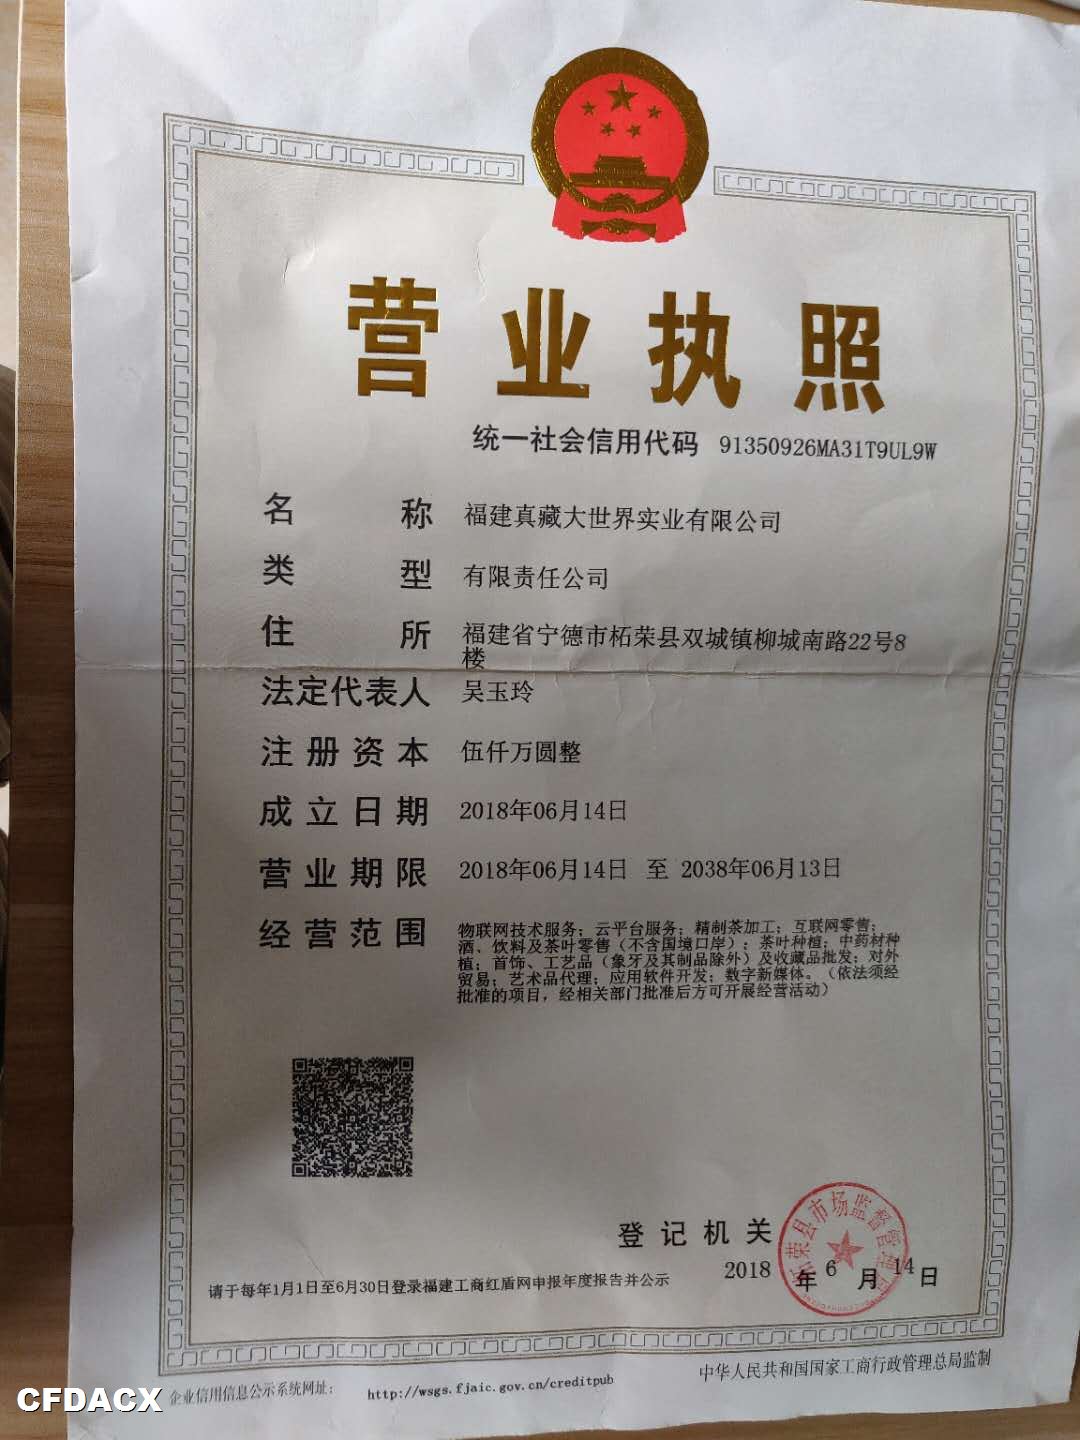 营业执照
统一社会信用代码 91350926MA31T9UL9W
名称 福建真藏大世界实业有限公司
类型 有限责任公司
住所 福建省宁德市柘荣县双城镇柳城南路22号8
楼
法定代表人 吴玉玲
注册资本 伍仟万圆整
成立日期 2018年06月14日
营业期限 2018年06月14日 至 2038年06月13日
经营范围 物联网技术服务；云平台服务；精制茶加工；互联网零售；
酒、饮料及茶叶零售（不含国境口岸）；茶叶种植；中药材种
植；首饰、工艺品（象牙及其制品除外）及收藏品批发；对外
贸易；艺术品代理；应用软件开发；数字新媒体。（依法须经
批准的项目，经相关部门批准后方可开展经营活动）
登记机关
柘荣县市场监督管理局
2018年6月14日
请于每年1月1日至6月30日登录福建工商红盾网申报年度报告并公示
企业信用信息公示系统网址： http://wsgs.fjaic.gov.cn/creditpub
中华人民共和国国家工商行政管理总局监制
CFDACX